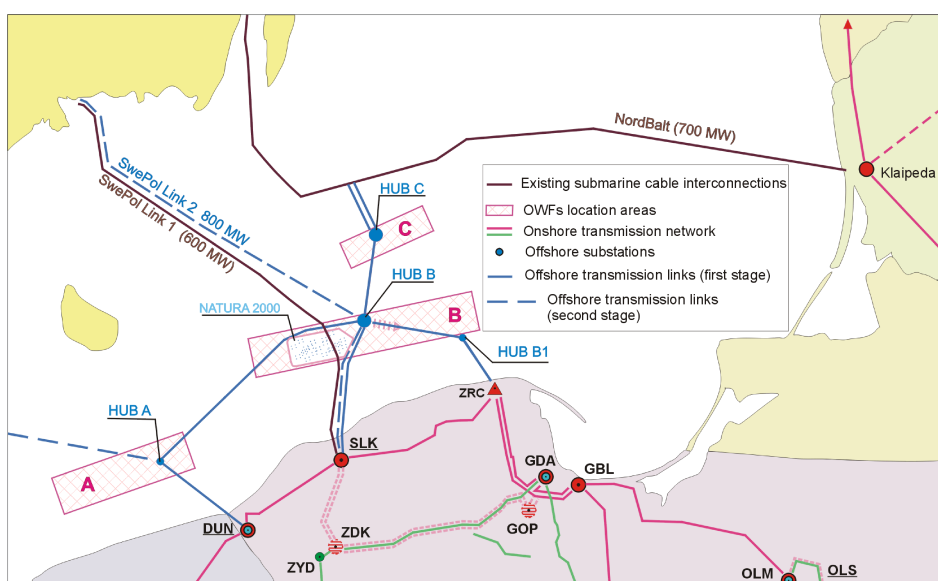 NordBalt (700 MW)
Klaipeda
SwePol Link 2  800 MW
SwePol Link 1  (600 MW)
HUB C
C
Existing submarine cable interconnections
OWFs location areas
Onshore transmission network
Offshore substations
Offshore transmission links (first stage)
Offshore transmission links
(second stage)
HUB B
NATURA 2000
B
HUB B1
ZRC
HUB A
A
SLK
GDA
GBL
DUN
ZDK
GOP
ZYD
OLM
OLS